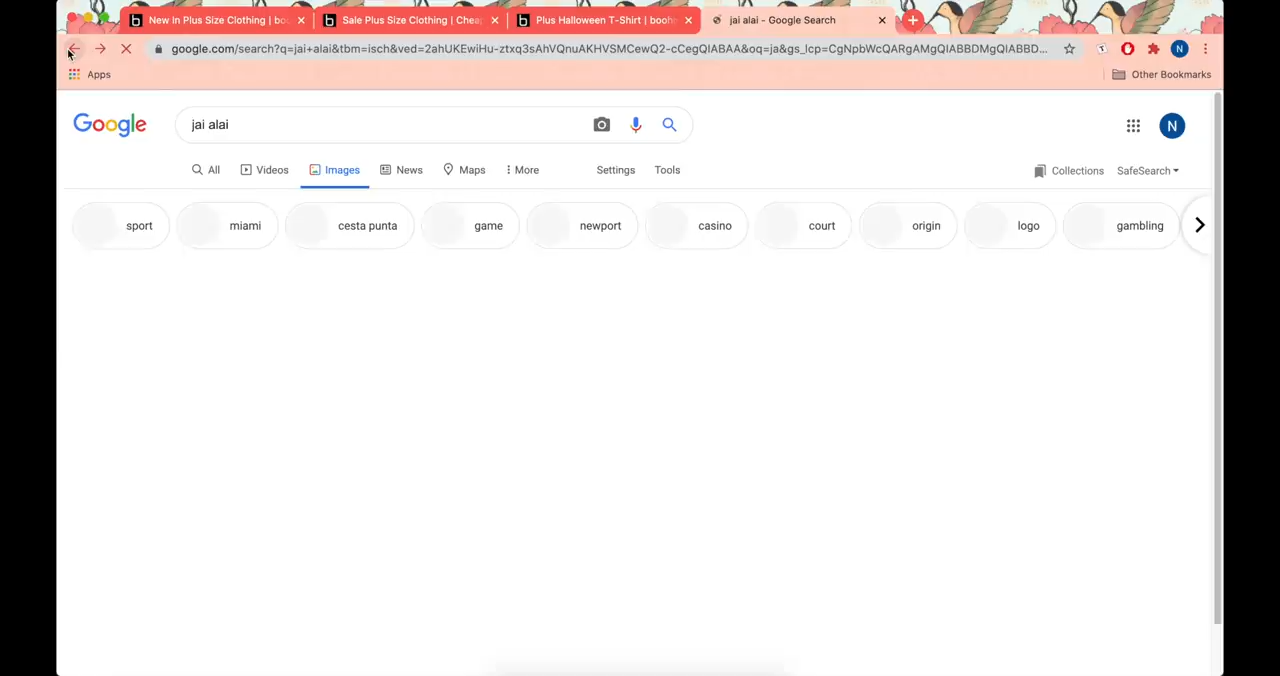 New In Plus Size Clothing | boo
Sale Plus Size Clothing | Cheap
Plus Halloween T-Shirt | booh
jai alai - Google Search
google.com/search?q=jai+alai&tbm=isch&ved=2ahUKEwiHu-ztxq3sAhVQnuAKHVSMCewQ2-cCegQIABAA&oq=ja&gs_lcp=CgNpbWcQARgAMgQIABBDMgQIABBD...
N
Apps
Other Bookmarks
Google
jai alai
N
All
Videos
Images
News
Maps
More
Settings
Tools
Collections
SafeSearch
sport
miami
cesta punta
game
newport
casino
court
origin
logo
gambling